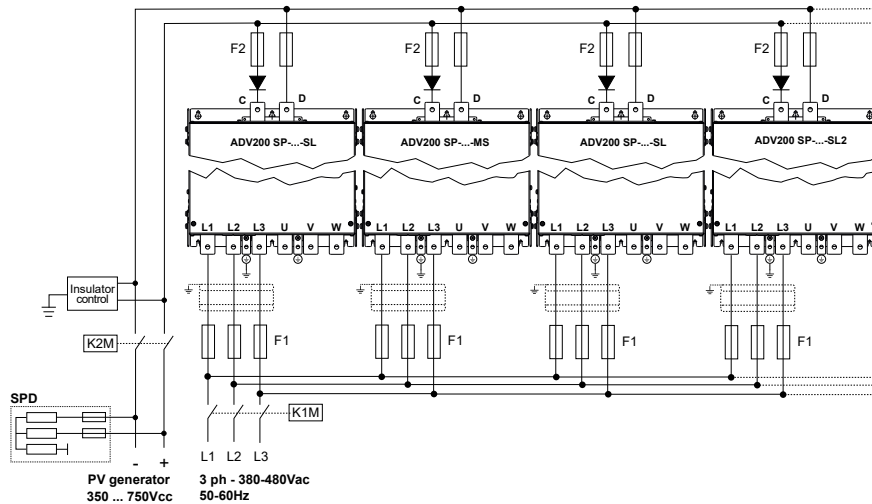 F2 F2 F2 F2
C D C D C D C D
ADV200 SP-...-SL ADV200 SP-...-MS ADV200 SP-...-SL ADV200 SP-...-SL2
L1 L2 L3 U V W L1 L2 L3 U V W L1 L2 L3 U V W L1 L2 L3 U V W
Insulator
control
K2M F1 F1 F1 F1
SPD
K1M
L1 L2 L3
- +
PV generator
350 ... 750Vcc
3 ph - 380-480Vac
50-60Hz